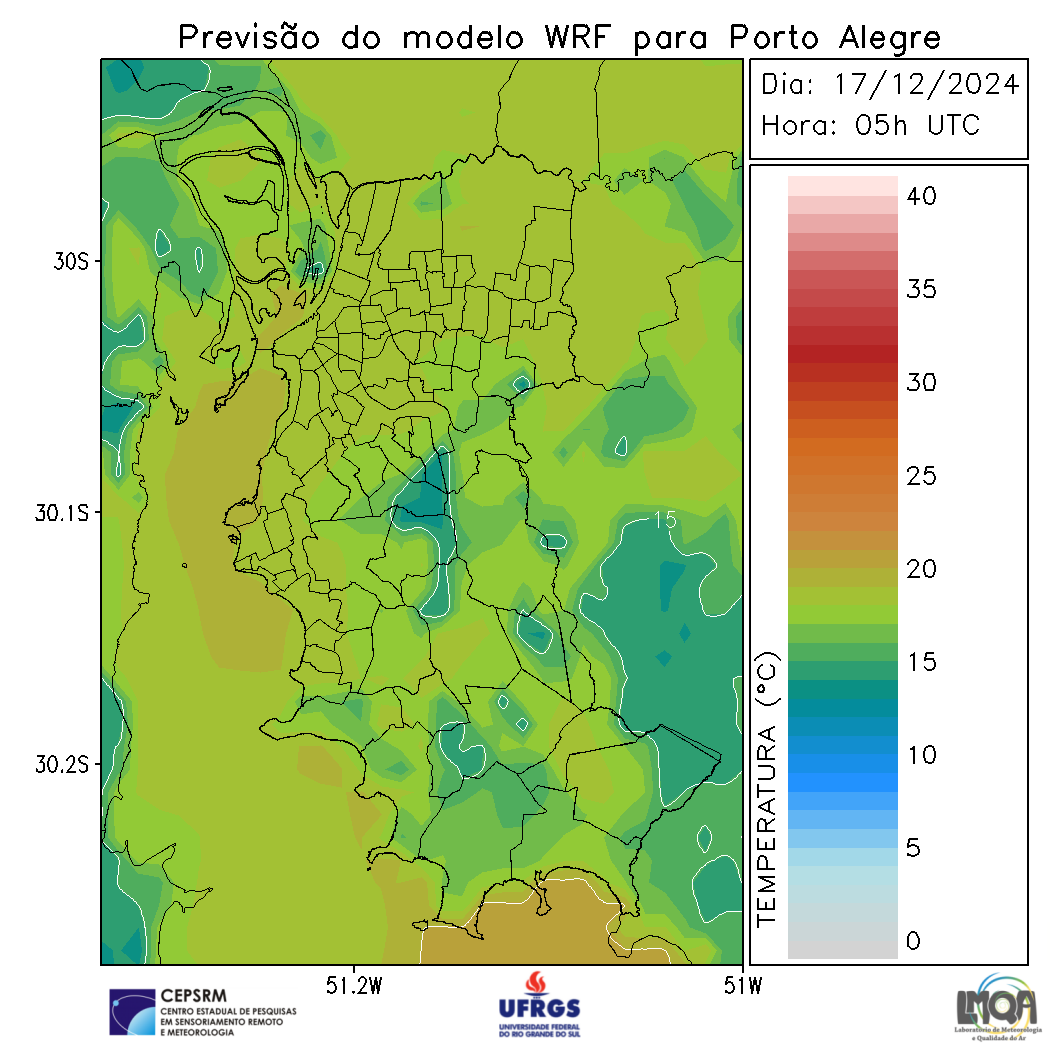 Previsão do modelo WRF para Porto Alegre
Dia: 17/12/2024
Hora: 05h UTC
40
35
30
25
20
15
10
5
0
TEMPERATURA (°C)
30S
30.1S
30.2S
51.2W
51W
15
CEPSRM
CENTRO ESTADUAL DE PESQUISAS
EM SENSORIAMENTO REMOTO
E METEOROLOGIA
UFRGS
UNIVERSIDADE FEDERAL
DO RIO GRANDE DO SUL
LMQA
Laboratório de Meteorologia
e Qualidade do Ar